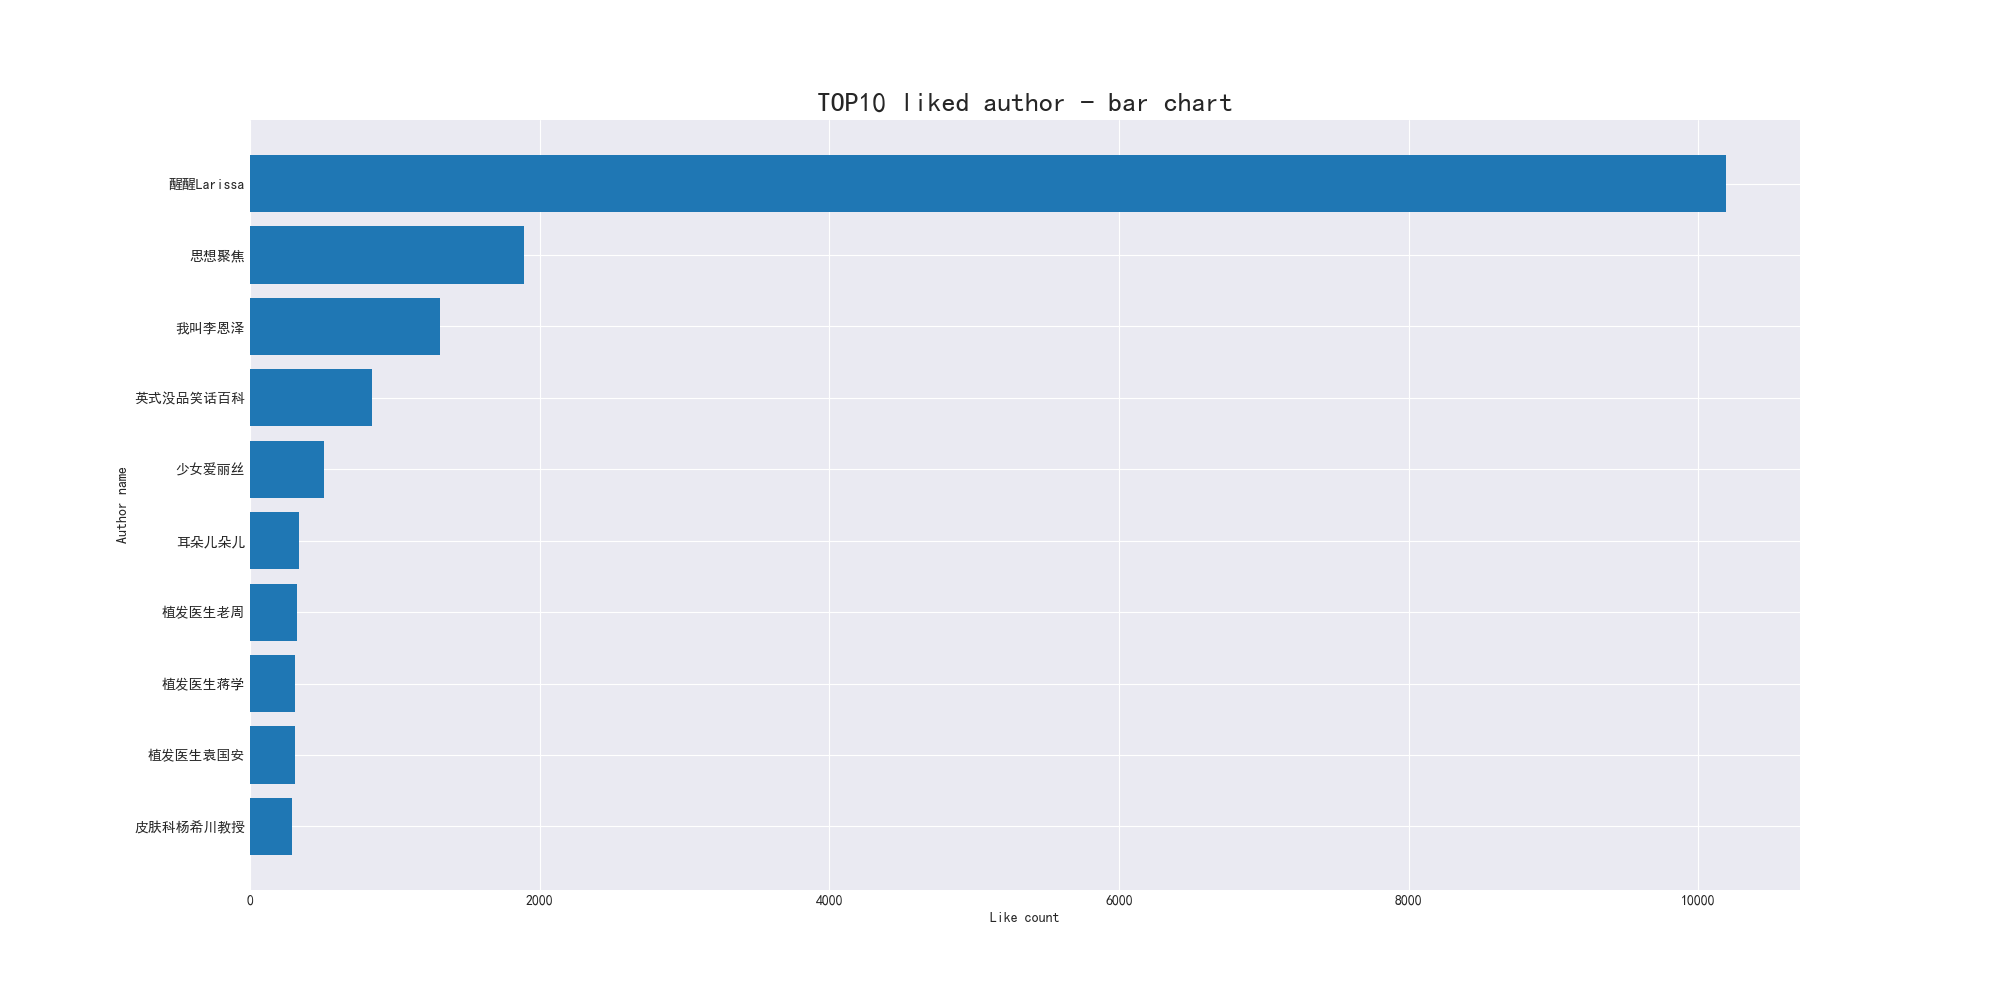 TOP10 liked author - bar chart
醒醒Larissa
思想聚焦
我叫李恩泽
英式没品笑话百科
少女爱丽丝
耳朵儿朵儿
植发医生老周
植发医生蒋学
植发医生袁国安
皮肤科杨希川教授
Author name
0 2000 4000 6000 8000 10000
Like count